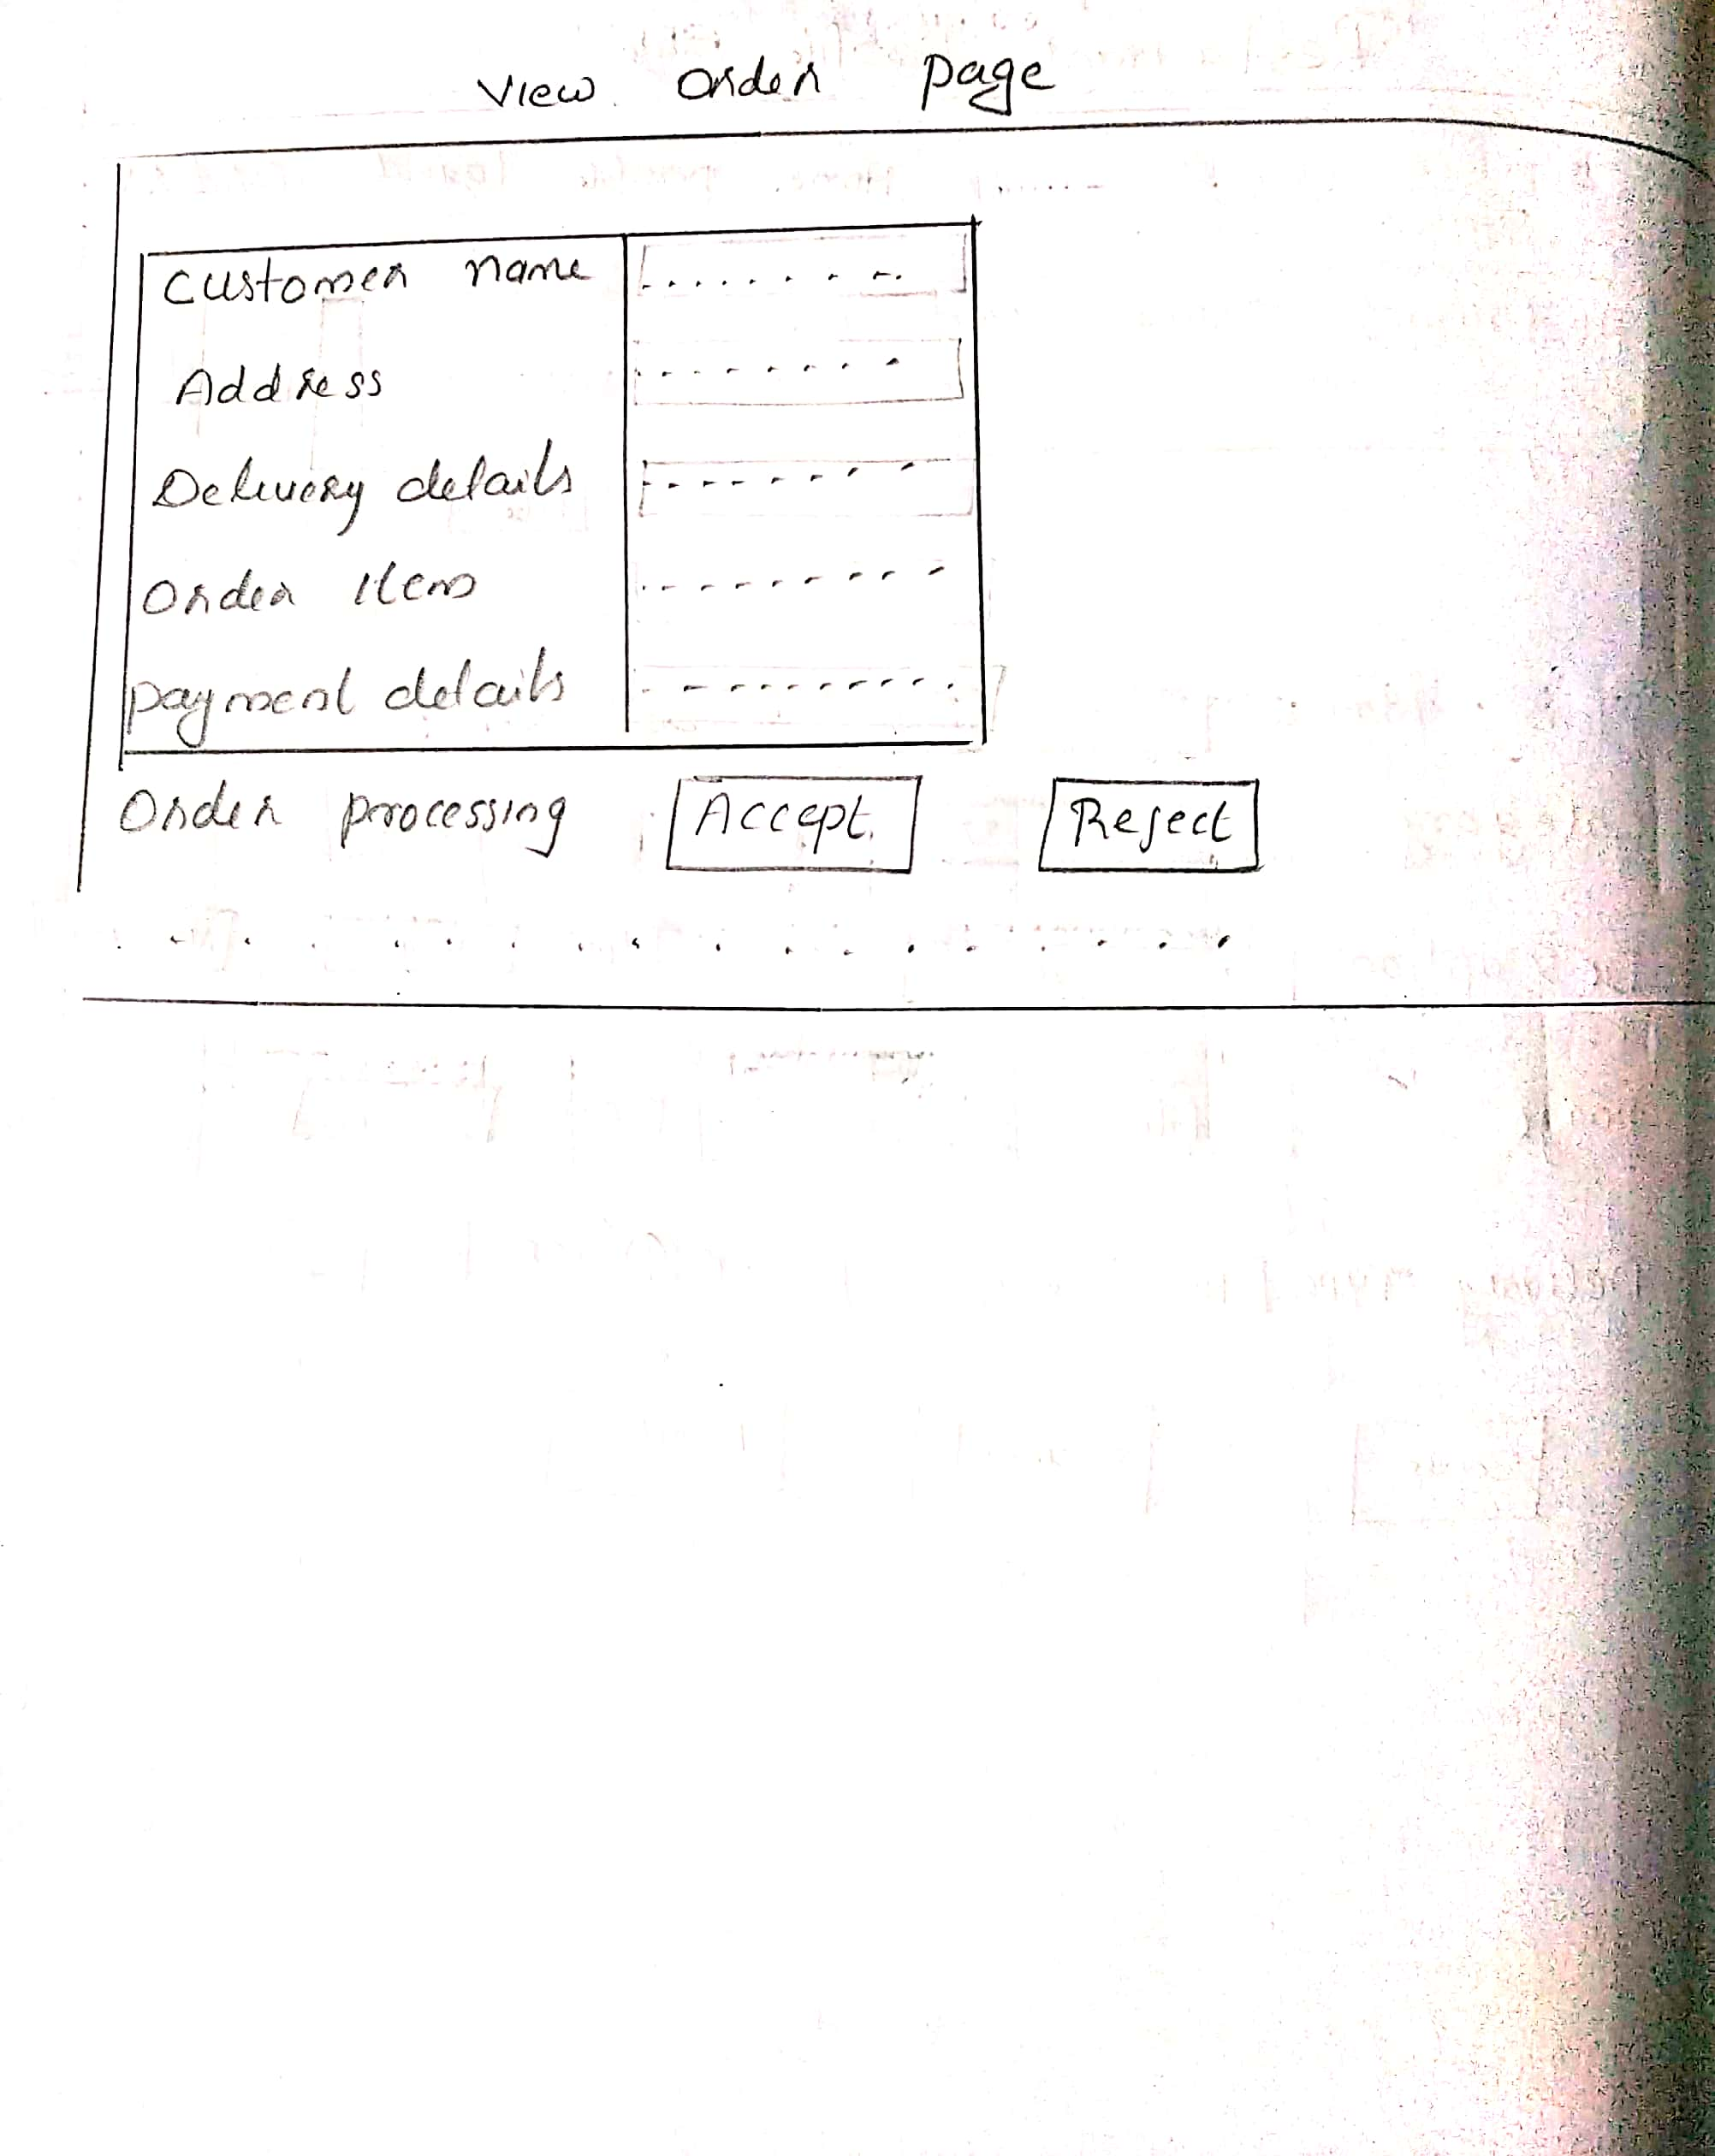 View Order page
Customer name
Address
Delivery details
Order Item
payment details
Order processing Accept Reject